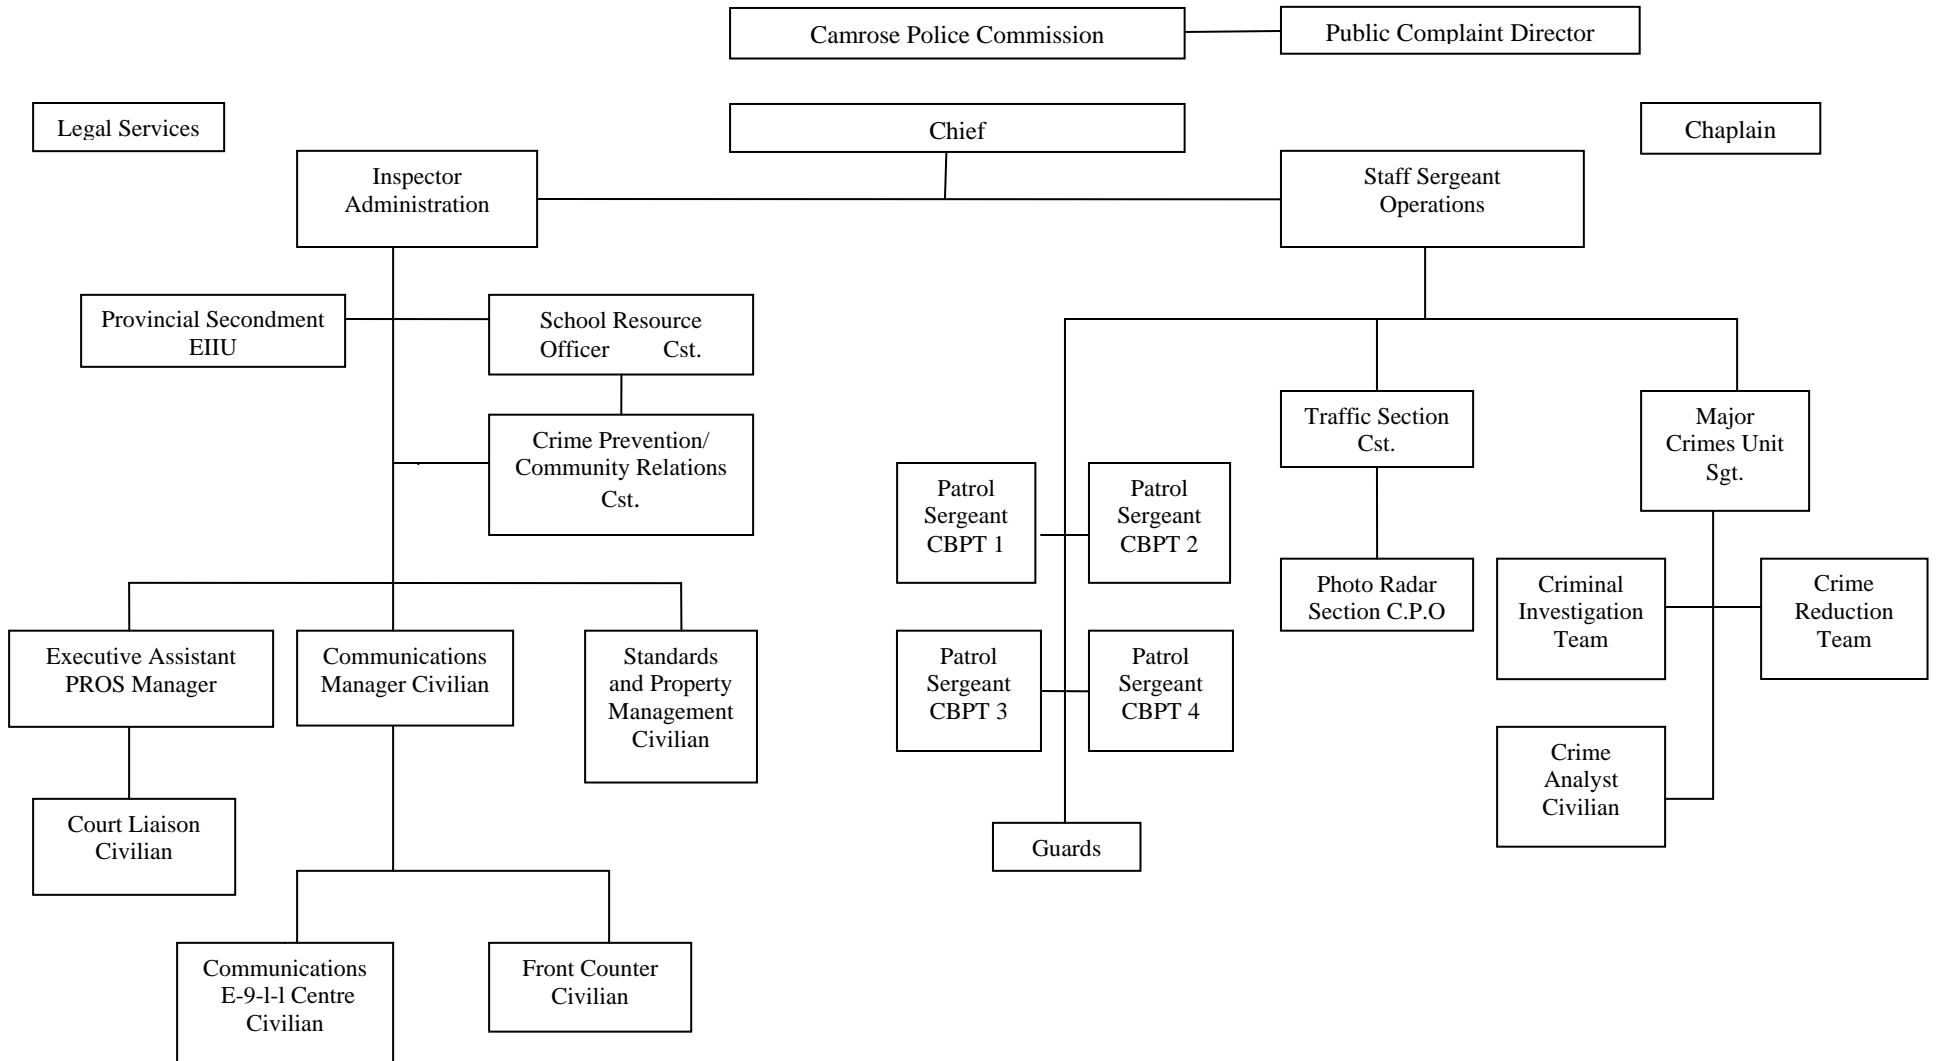 Camrose Police Commission
Public Complaint Director
Legal Services
Chief
Chaplain
Inspector
Administration
Staff Sergeant
Operations
Provincial Secondment
EIIU
School Resource
Officer Cst.
Crime Prevention/
Community Relations
Cst.
Traffic Section
Cst.
Major
Crimes Unit
Sgt.
Patrol
Sergeant
CBPT 1
Patrol
Sergeant
CBPT 2
Photo Radar
Section C.P.O
Criminal
Investigation
Team
Crime
Reduction
Team
Executive Assistant
PROS Manager
Communications
Manager Civilian
Standards
and Property
Management
Civilian
Patrol
Sergeant
CBPT 3
Patrol
Sergeant
CBPT 4
Crime
Analyst
Civilian
Court Liaison
Civilian
Guards
Communications
E-9-l-l Centre
Civilian
Front Counter
Civilian